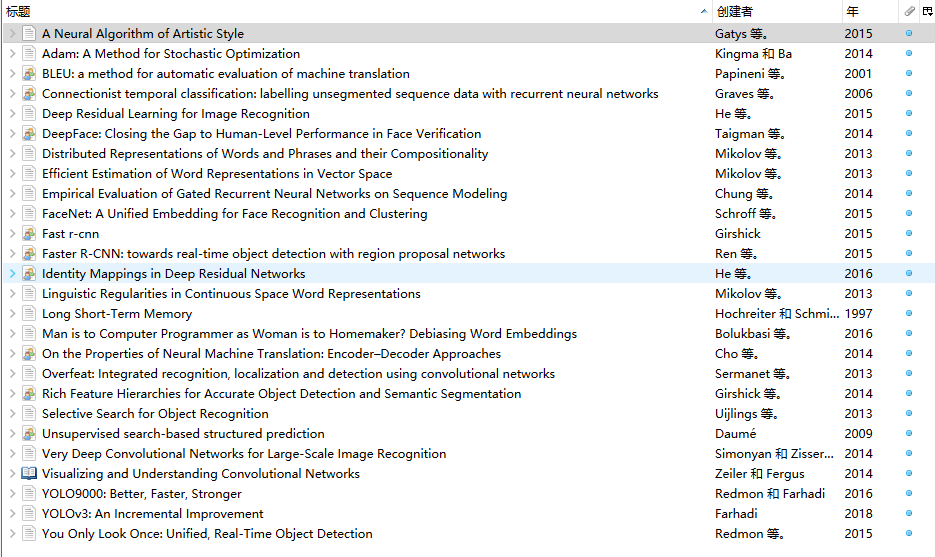 标题 创建者 年
A Neural Algorithm of Artistic Style Gatys 等。 2015
Adam: A Method for Stochastic Optimization Kingma 和 Ba 2014
BLEU: a method for automatic evaluation of machine translation Papineni 等。 2001
Connectionist temporal classification: labelling unsegmented sequence data with recurrent neural networks Graves 等。 2006
Deep Residual Learning for Image Recognition He 等。 2015
DeepFace: Closing the Gap to Human-Level Performance in Face Verification Taigman 等。 2014
Distributed Representations of Words and Phrases and their Compositionality Mikolov 等。 2013
Efficient Estimation of Word Representations in Vector Space Mikolov 等。 2013
Empirical Evaluation of Gated Recurrent Neural Networks on Sequence Modeling Chung 等。 2014
FaceNet: A Unified Embedding for Face Recognition and Clustering Schroff 等。 2015
Fast r-cnn Girshick 2015
Faster R-CNN: towards real-time object detection with region proposal networks Ren 等。 2015
Identity Mappings in Deep Residual Networks He 等。 2016
Linguistic Regularities in Continuous Space Word Representations Mikolov 等。 2013
Long Short-Term Memory Hochreiter 和 Schmi... 1997
Man is to Computer Programmer as Woman is to Homemaker? Debiasing Word Embeddings Bolukbasi 等。 2016
On the Properties of Neural Machine Translation: Encoder–Decoder Approaches Cho 等。 2014
Overfeat: Integrated recognition, localization and detection using convolutional networks Sermanet 等。 2013
Rich Feature Hierarchies for Accurate Object Detection and Semantic Segmentation Girshick 等。 2014
Selective Search for Object Recognition Uijlings 等。 2013
Unsupervised search-based structured prediction Daumé 2009
Very Deep Convolutional Networks for Large-Scale Image Recognition Simonyan 和 Zisser... 2014
Visualizing and Understanding Convolutional Networks Zeiler 和 Fergus 2014
YOLO9000: Better, Faster, Stronger Redmon 和 Farhadi 2016
YOLOv3: An Incremental Improvement Farhadi 2018
You Only Look Once: Unified, Real-Time Object Detection Redmon 等。 2015